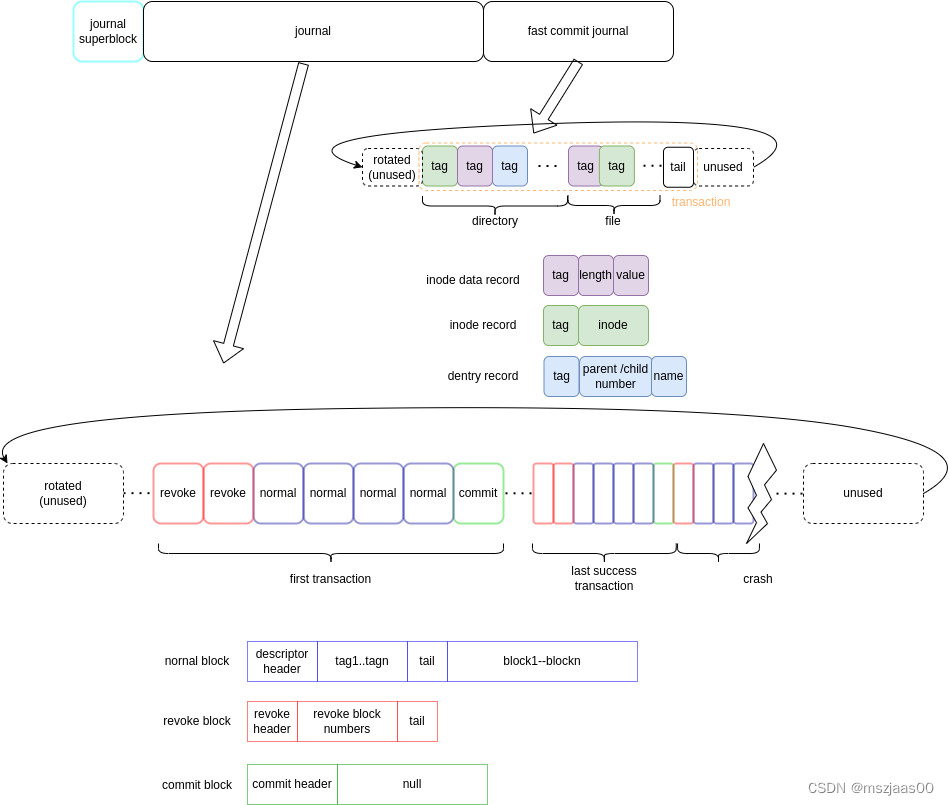 journal
superblock
journal
fast commit journal
rotated
(unused)
tag
tag
tag
tag
tag
tail
unused
transaction
directory
file
inode data record
tag
length
value
inode record
tag
inode
dentry record
tag
parent /child
number
name
rotated
(unused)
revoke
revoke
normal
normal
normal
normal
commit
unused
first transaction
last success
transaction
crash
nornal block
descriptor
header
tag1..tagn
tail
block1--blockn
revoke block
revoke
header
revoke block
numbers
tail
commit block
commit header
null
CSDN @mszjaas00